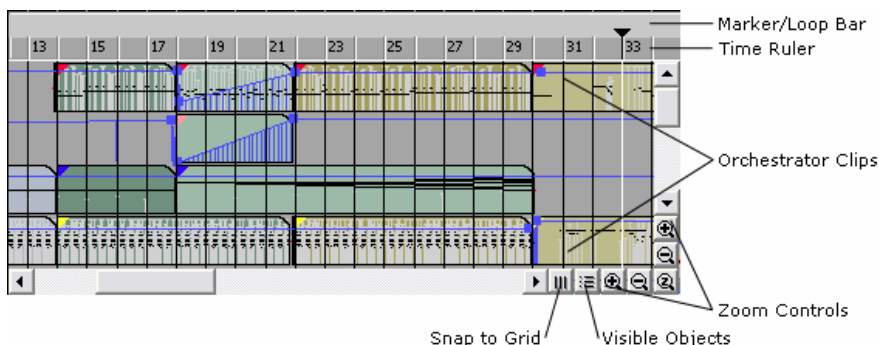 Marker/Loop Bar
13 15 17 19 21 23 25 27 29 31 33
Time Ruler
Orchestrator Clips
Zoom Controls
Snap to Grid
Visible Objects